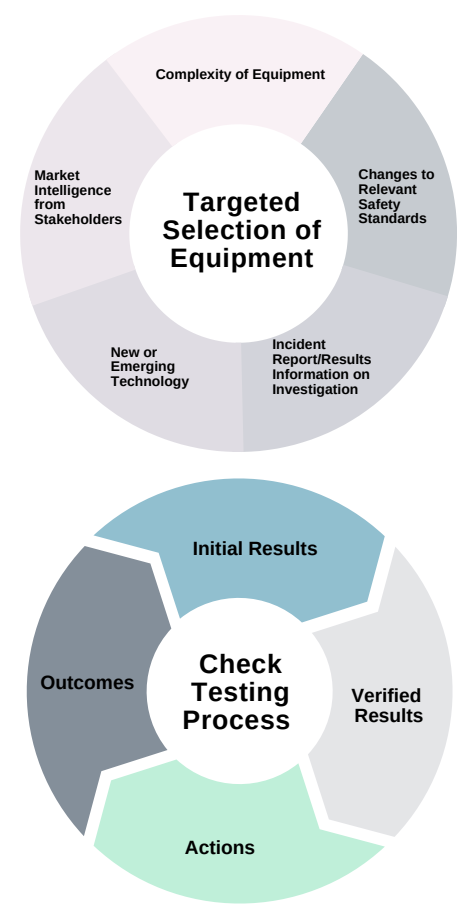 Complexity of Equipment
Market
Intelligence
from
Stakeholders
Targeted
Selection of
Equipment
Changes to
Relevant
Safety
Standards
New or
Emerging
Technology
Incident
Report/Results
Information on
Investigation
Initial Results
Outcomes
Check
Testing
Process
Verified
Results
Actions